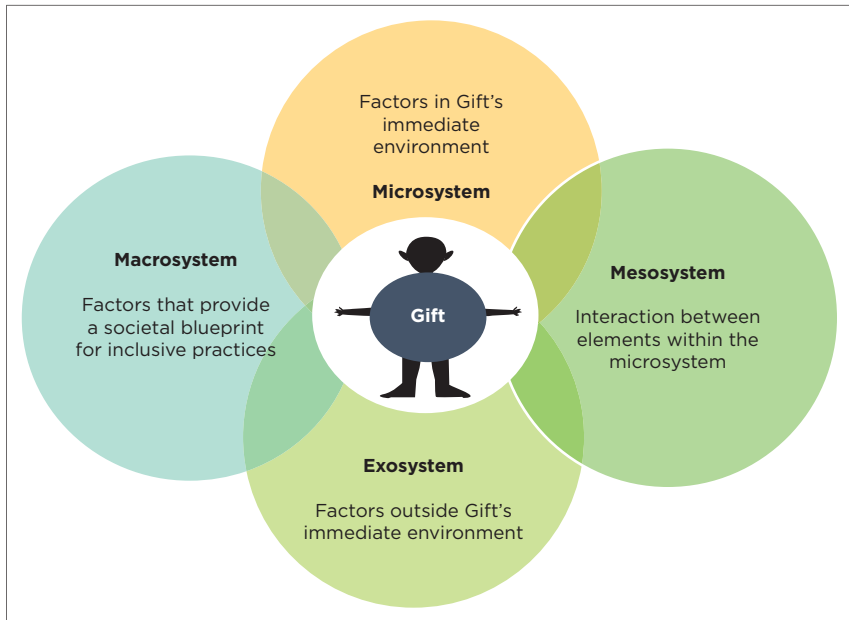 Factors in Gift’s
immediate
environment
Microsystem
Macrosystem
Factors that provide
a societal blueprint
for inclusive practices
Gift
Mesosystem
Interaction between
elements within the
microsystem
Exosystem
Factors outside Gift’s
immediate environment